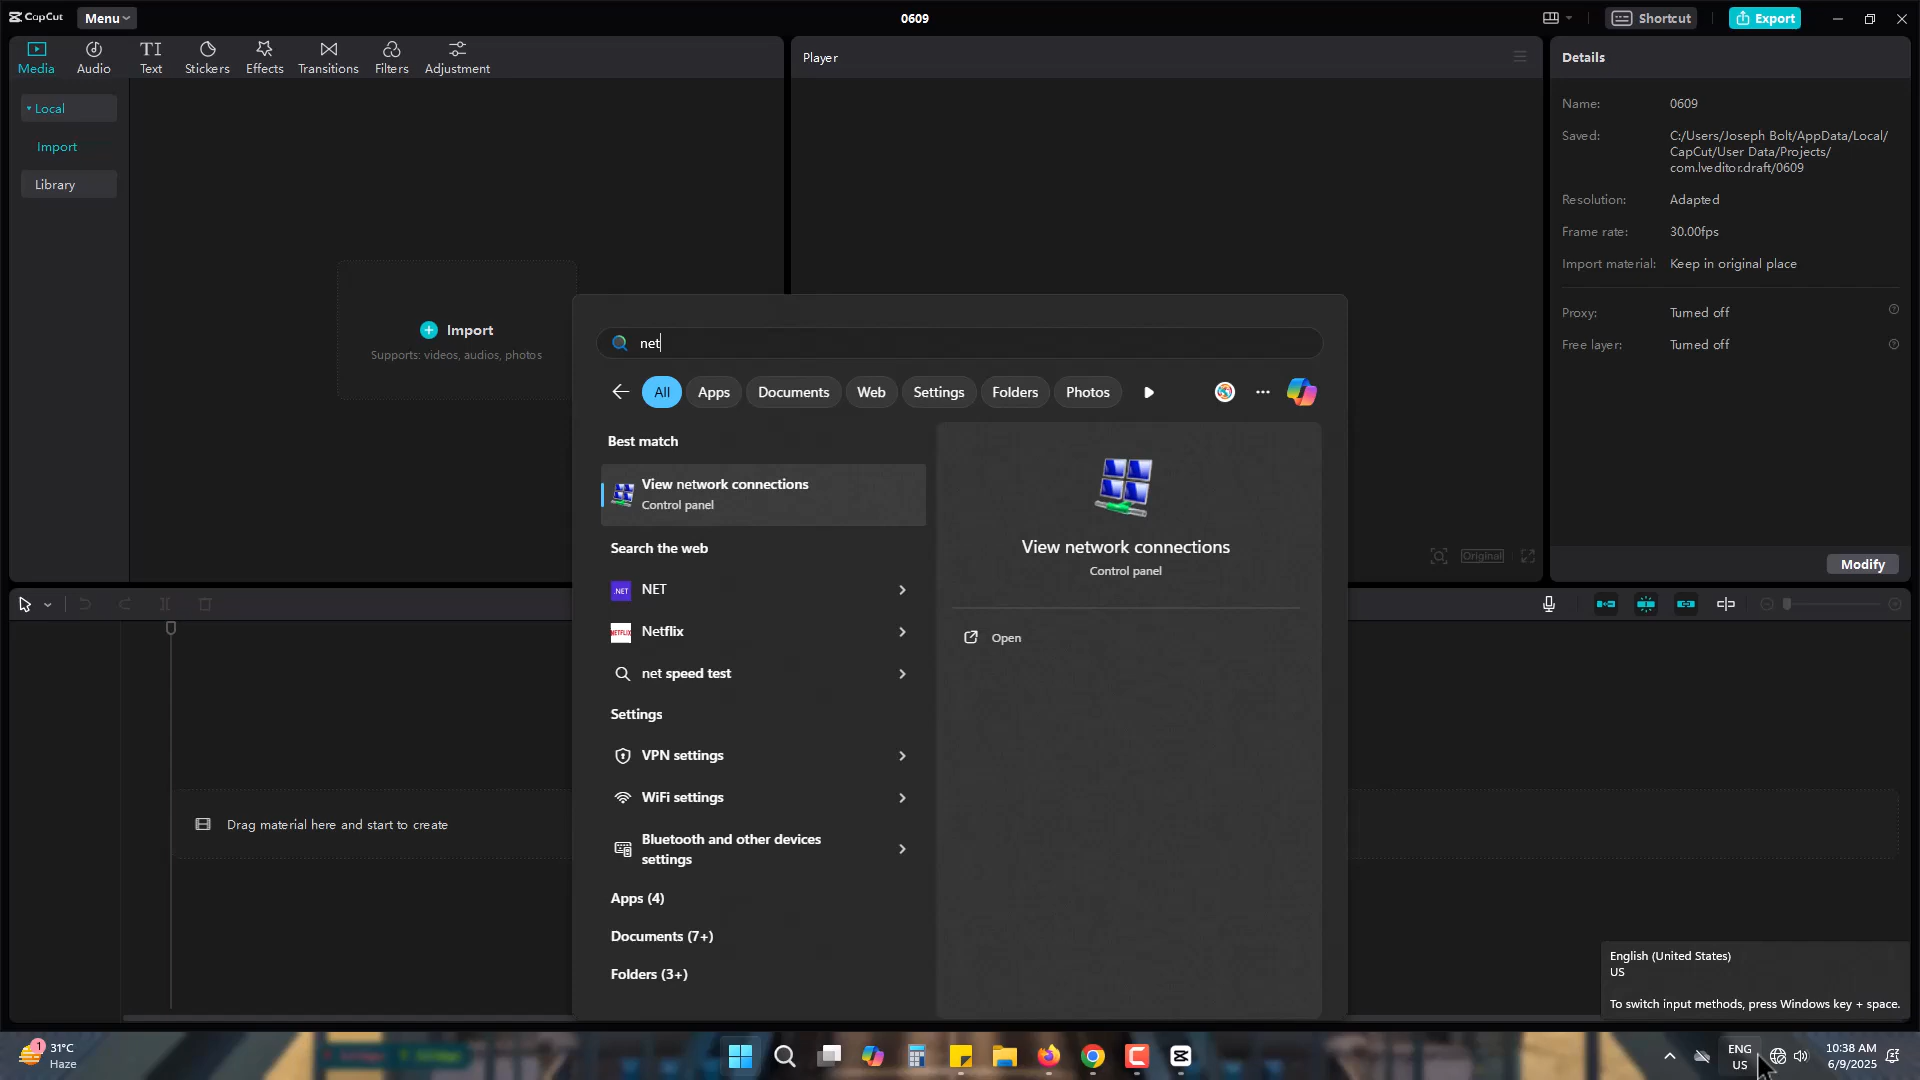 CapCut
Menu
0609
Shortcut
Export
Media
Audio
TI
Text
Stickers
Effects
Transitions
Filters
Adjustment
Player
Details
Local
Import
Library
Import
Supports: videos, audios, photos
Name:
0609
Saved:
C:/Users/Joseph Bolt/AppData/Local/
CapCut/User Data/Projects/
com.lveditor.draft/0609
Resolution:
Adapted
Frame rate:
30.00fps
Import material:
Keep in original place
Proxy:
Turned off
Free layer:
Turned off
Original
Modify
net
All
Apps
Documents
Web
Settings
Folders
Photos
Best match
View network connections
Control panel
Search the web
.NET
NET
NETFLIX
Netflix
net speed test
Settings
VPN settings
WiFi settings
Bluetooth and other devices
settings
Apps (4)
Documents (7+)
Folders (3+)
View network connections
Control panel
Open
Drag material here and start to create
English (United States)
US
To switch input methods, press Windows key + space.
1
31°C
Haze
ENG
US
10:38 AM
6/9/2025